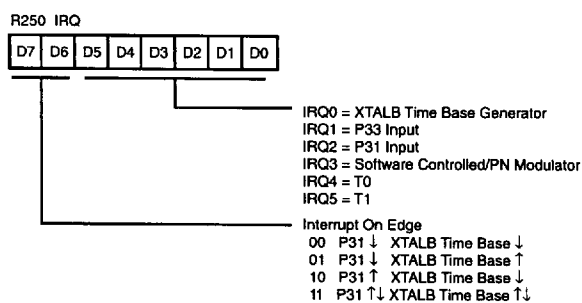 R250 IRQ
D7 D6 D5 D4 D3 D2 D1 D0
IRQ0 = XTALB Time Base Generator
IRQ1 = P33 Input
IRQ2 = P31 Input
IRQ3 = Software Controlled/PN Modulator
IRQ4 = T0
IRQ5 = T1
Interrupt On Edge
00 P31 ↓ XTALB Time Base ↓
01 P31 ↓ XTALB Time Base ↑
10 P31 ↑ XTALB Time Base ↓
11 P31 ↑↓ XTALB Time Base ↑↓